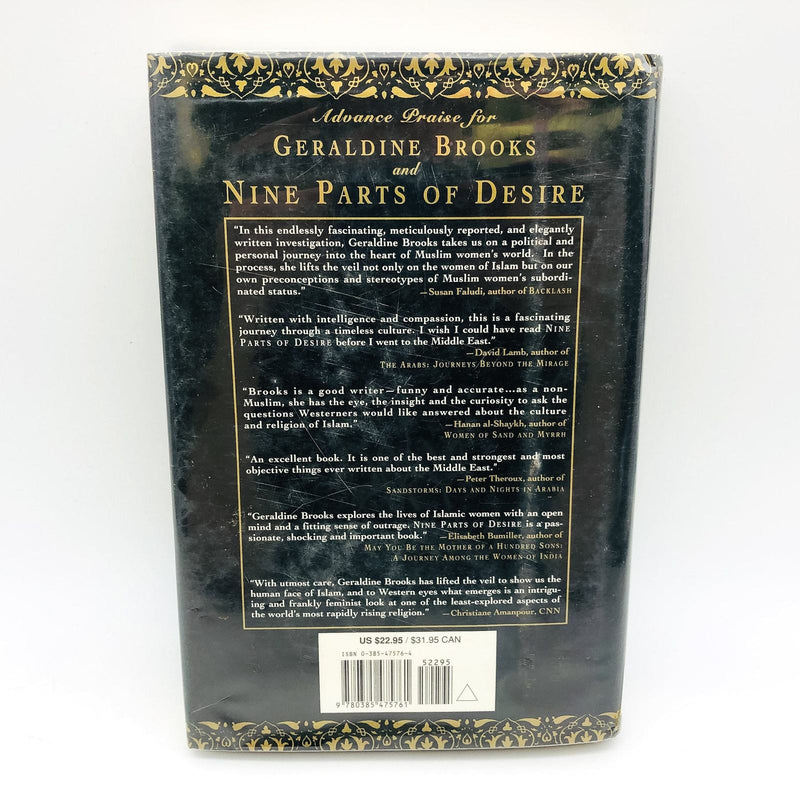 Advance Praise for
GERALDINE BROOKS
and
NINE PARTS OF DESIRE
“In this endlessly fascinating, meticulously reported, and elegantly
written investigation, Geraldine Brooks takes us on a political and
personal journey into the heart of Muslim women’s world. In the
process, she lifts the veil not only on the women of Islam but on our
own preconceptions and stereotypes of Muslim women’s subordi-
nated status.” —Susan Faludi, author of BACKLASH
“Written with intelligence and compassion, this is a fascinating
journey through a timeless culture. I wish I could have read NINE
PARTS OF DESIRE before I went to the Middle East.”
—David Lamb, author of
THE ARABS: JOURNEYS BEYOND THE MIRAGE
“Brooks is a good writer—funny and accurate...as a non-
Muslim, she has the eye, the insight and the curiosity to ask the
questions Westerners would like answered about the culture
and religion of Islam.” —Hanan al-Shaykh, author of
WOMEN OF SAND AND MYRRH
“An excellent book. It is one of the best and strongest and most
objective things ever written about the Middle East.”
—Peter Theroux, author of
SANDSTORMS: DAYS AND NIGHTS IN ARABIA
“Geraldine Brooks explores the lives of Islamic women with an open
mind and a fitting sense of outrage. NINE PARTS OF DESIRE is a pas-
sionate, shocking and important book.” —Elisabeth Bumiller, author of
MAY YOU BE THE MOTHER OF A HUNDRED SONS:
A JOURNEY AMONG THE WOMEN OF INDIA
“With utmost care, Geraldine Brooks has lifted the veil to show us the
human face of Islam, and to Western eyes what emerges is an intrigu-
ing and frankly feminist look at one of the least-explored aspects of
the world’s most rapidly rising religion.” —Christiane Amanpour, CNN
US $22.95 / $31.95 CAN
ISBN 0-385-47576-4
52295
9 780385 475761